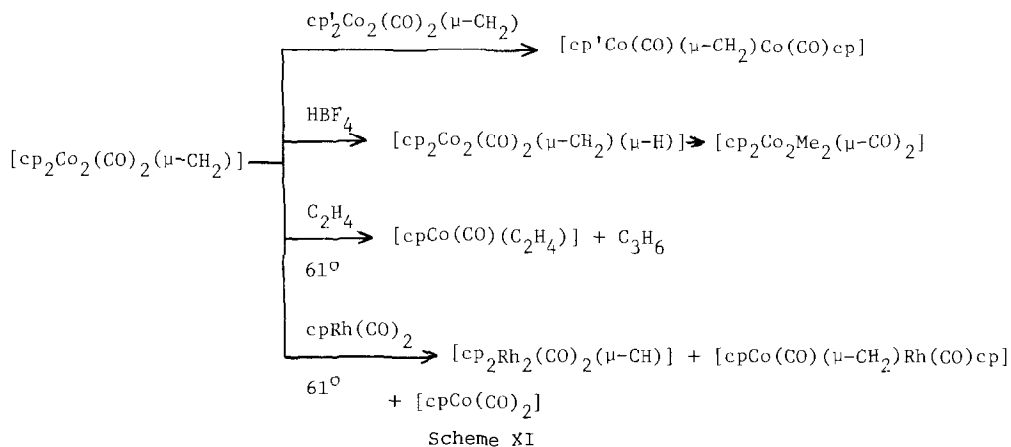 cp'₂Co₂(CO)₂(μ-CH₂)
[cp'Co(CO)(μ-CH₂)Co(CO)cp]
HBF₄
[cp₂Co₂(CO)₂(μ-CH₂)(μ-H)] [cp₂Co₂Me₂(μ-CO)₂]
[cp₂Co₂(CO)₂(μ-CH₂)]
C₂H₄
[cpCo(CO)(C₂H₄)] + C₃H₆
61º
cpRh(CO)₂
[cp₂Rh₂(CO)₂(μ-CH)] + [cpCo(CO)(μ-CH₂)Rh(CO)cp]
61º
+ [cpCo(CO)₂]
Scheme XI